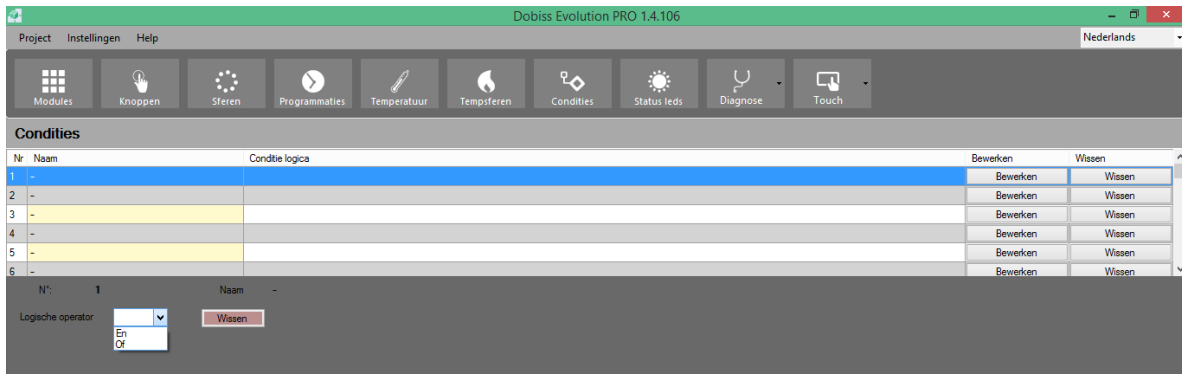 Dobiss Evolution PRO 1.4.106
Project Instellingen Help Nederlands
Modules Knoppen Sferen Programmaties Temperatuur Tempsferen Condities Status leds Diagnose Touch
Condities
Nr Naam Conditie logica Bewerken Wissen
1 - Bewerken Wissen
2 - Bewerken Wissen
3 - Bewerken Wissen
4 - Bewerken Wissen
5 - Bewerken Wissen
6 - Bewerken Wissen
N°: 1 Naam -
Logische operator Wissen
En
Of